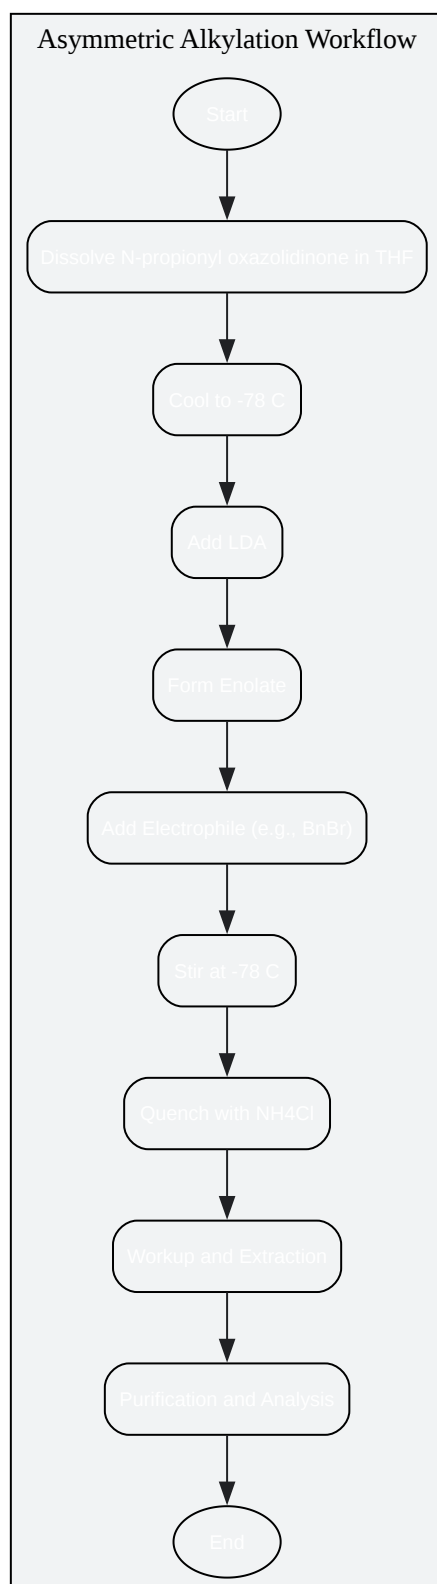 Asymmetric Alkylation Workflow
Start
Dissolve N-propionyl oxazolidinone in THF
Cool to -78 C
Add LDA
Form Enolate
Add Electrophile (e.g., BnBr)
Stir at -78 C
Quench with NH4Cl
Workup and Extraction
Purification and Analysis
End